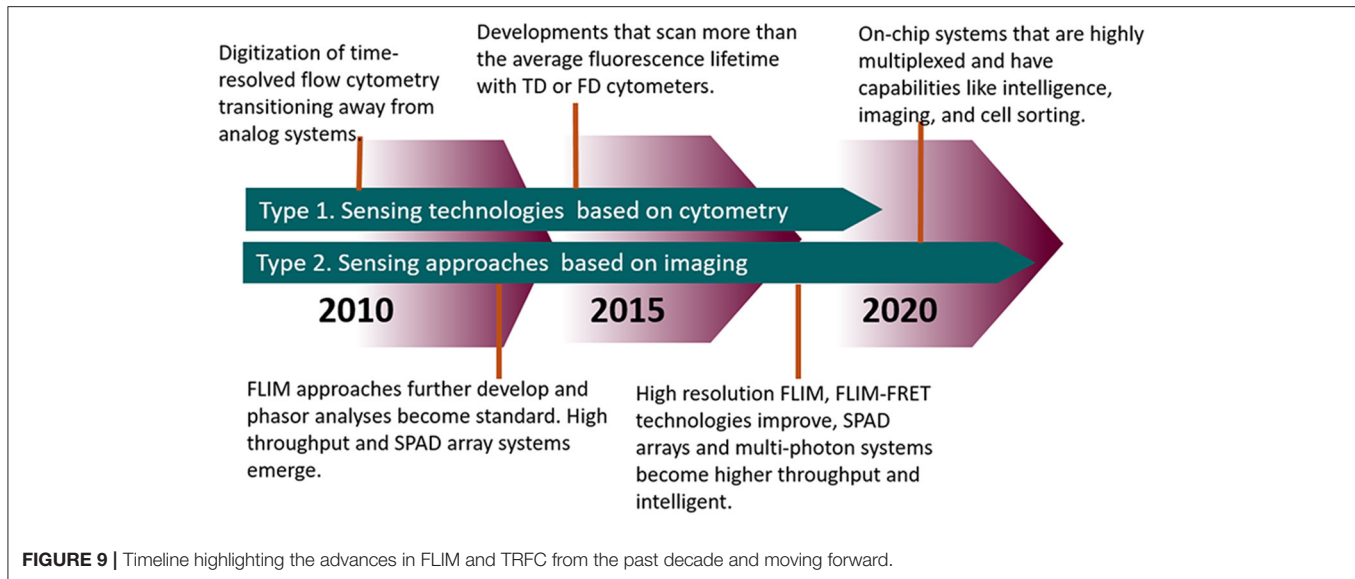 Digitization of time-
resolved flow cytometry
transitioning away from
analog systems.
Developments that scan more than
the average fluorescence lifetime
with TD or FD cytometers.
On-chip systems that are highly
multiplexed and have
capabilities like intelligence,
imaging, and cell sorting.
Type 1. Sensing technologies based on cytometry
Type 2. Sensing approaches based on imaging
2010
2015
2020
FLIM approaches further develop and
phasor analyses become standard. High
throughput and SPAD array systems
emerge.
High resolution FLIM, FLIM-FRET
technologies improve, SPAD
arrays and multi-photon systems
become higher throughput and
intelligent.
FIGURE 9 | Timeline highlighting the advances in FLIM and TRFC from the past decade and moving forward.